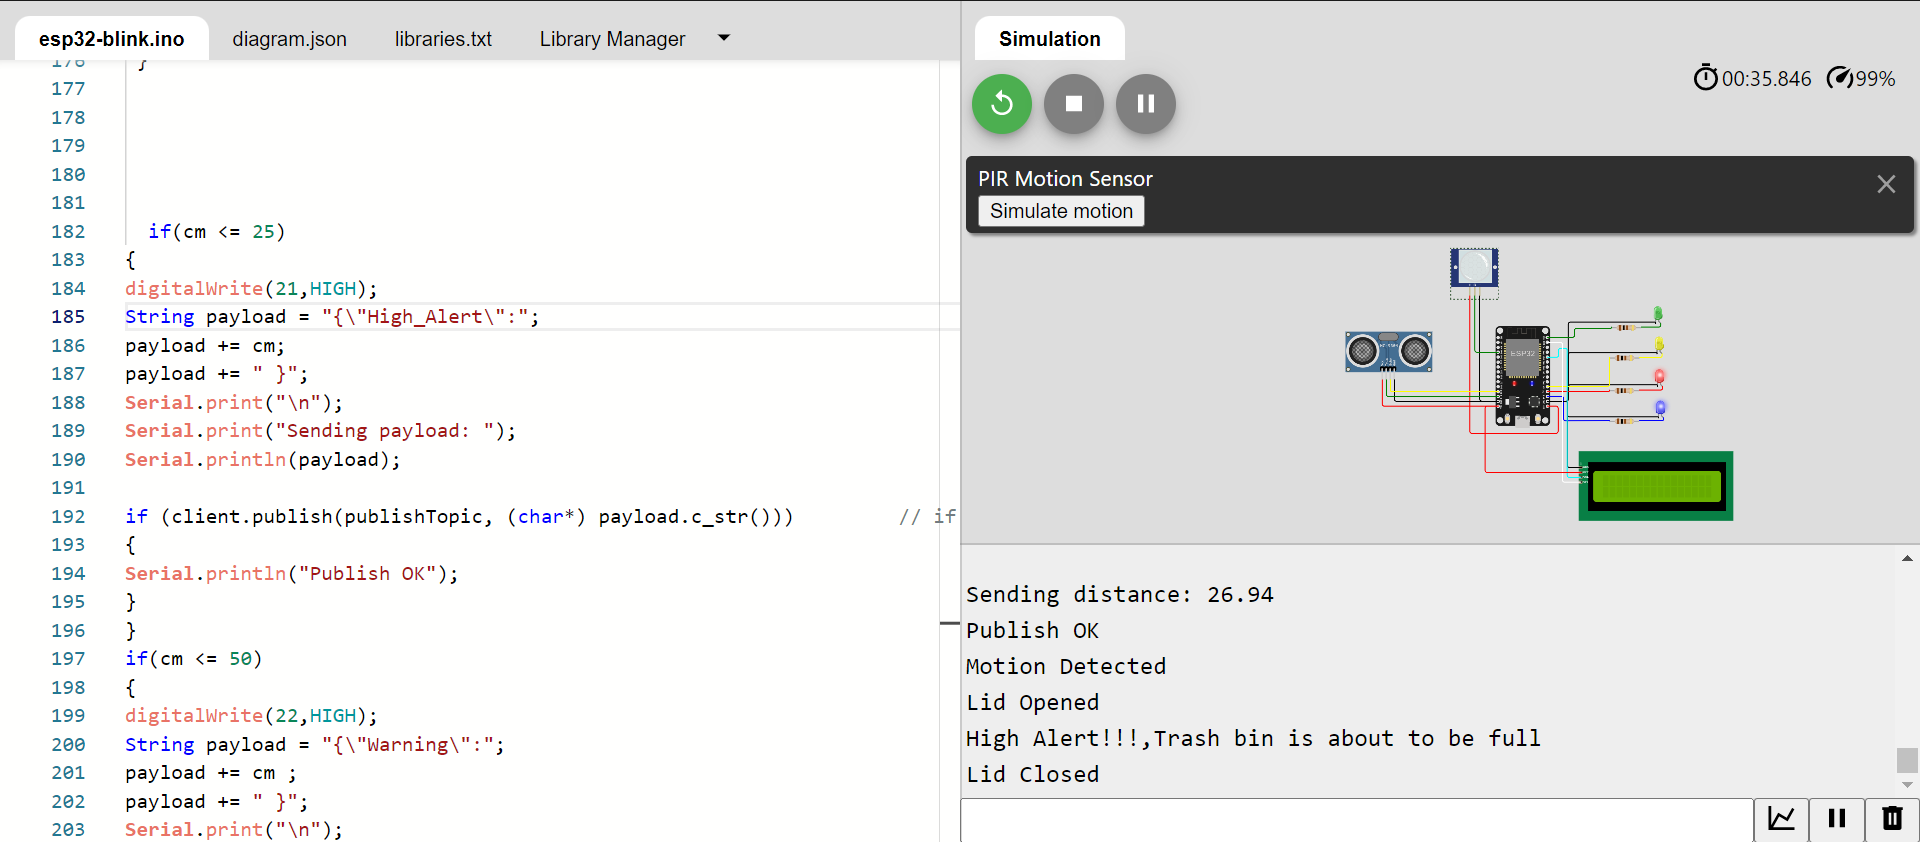 esp32-blink.ino diagram.json libraries.txt Library Manager
176 }
177
178
179
180
181
182 if(cm <= 25)
183 {
184 digitalWrite(21,HIGH);
185 String payload = "{\"High_Alert\":";
186 payload += cm;
187 payload += " }";
188 Serial.print("\n");
189 Serial.print("Sending payload: ");
190 Serial.println(payload);
191
192 if (client.publish(publishTopic, (char*) payload.c_str())) // if
193 {
194 Serial.println("Publish OK");
195 }
196 }
197 if(cm <= 50)
198 {
199 digitalWrite(22,HIGH);
200 String payload = "{\"Warning\":";
201 payload += cm ;
202 payload += " }";
203 Serial.print("\n");
Simulation
00:35.846 99%
PIR Motion Sensor
Simulate motion
ESP32
Sending distance: 26.94
Publish OK
Motion Detected
Lid Opened
High Alert!!!,Trash bin is about to be full
Lid Closed